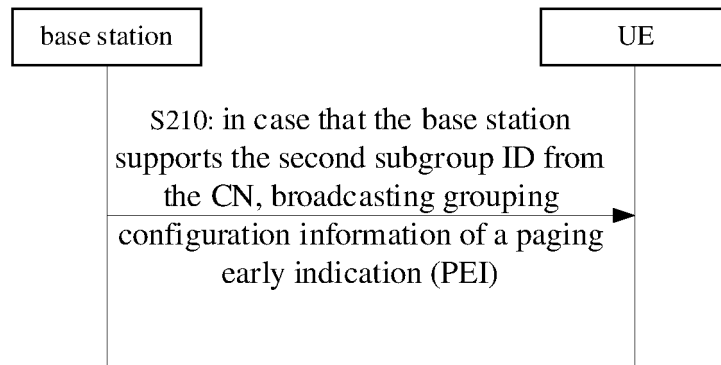 base station
UE
S210: in case that the base station
supports the second subgroup ID from
the CN, broadcasting grouping
configuration information of a paging
early indication (PEI)